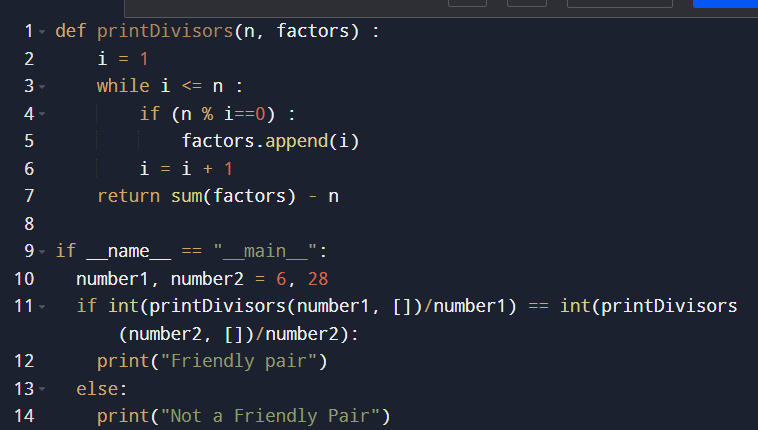 1 def printDivisors(n, factors) :
2     i = 1
3     while i <= n :
4         if (n % i==0) :
5             factors.append(i)
6         i = i + 1
7     return sum(factors) - n
8
9 if __name__ == "__main__":
10   number1, number2 = 6, 28
11   if int(printDivisors(number1, [])/number1) == int(printDivisors
(number2, [])/number2):
12     print("Friendly pair")
13   else:
14     print("Not a Friendly Pair")